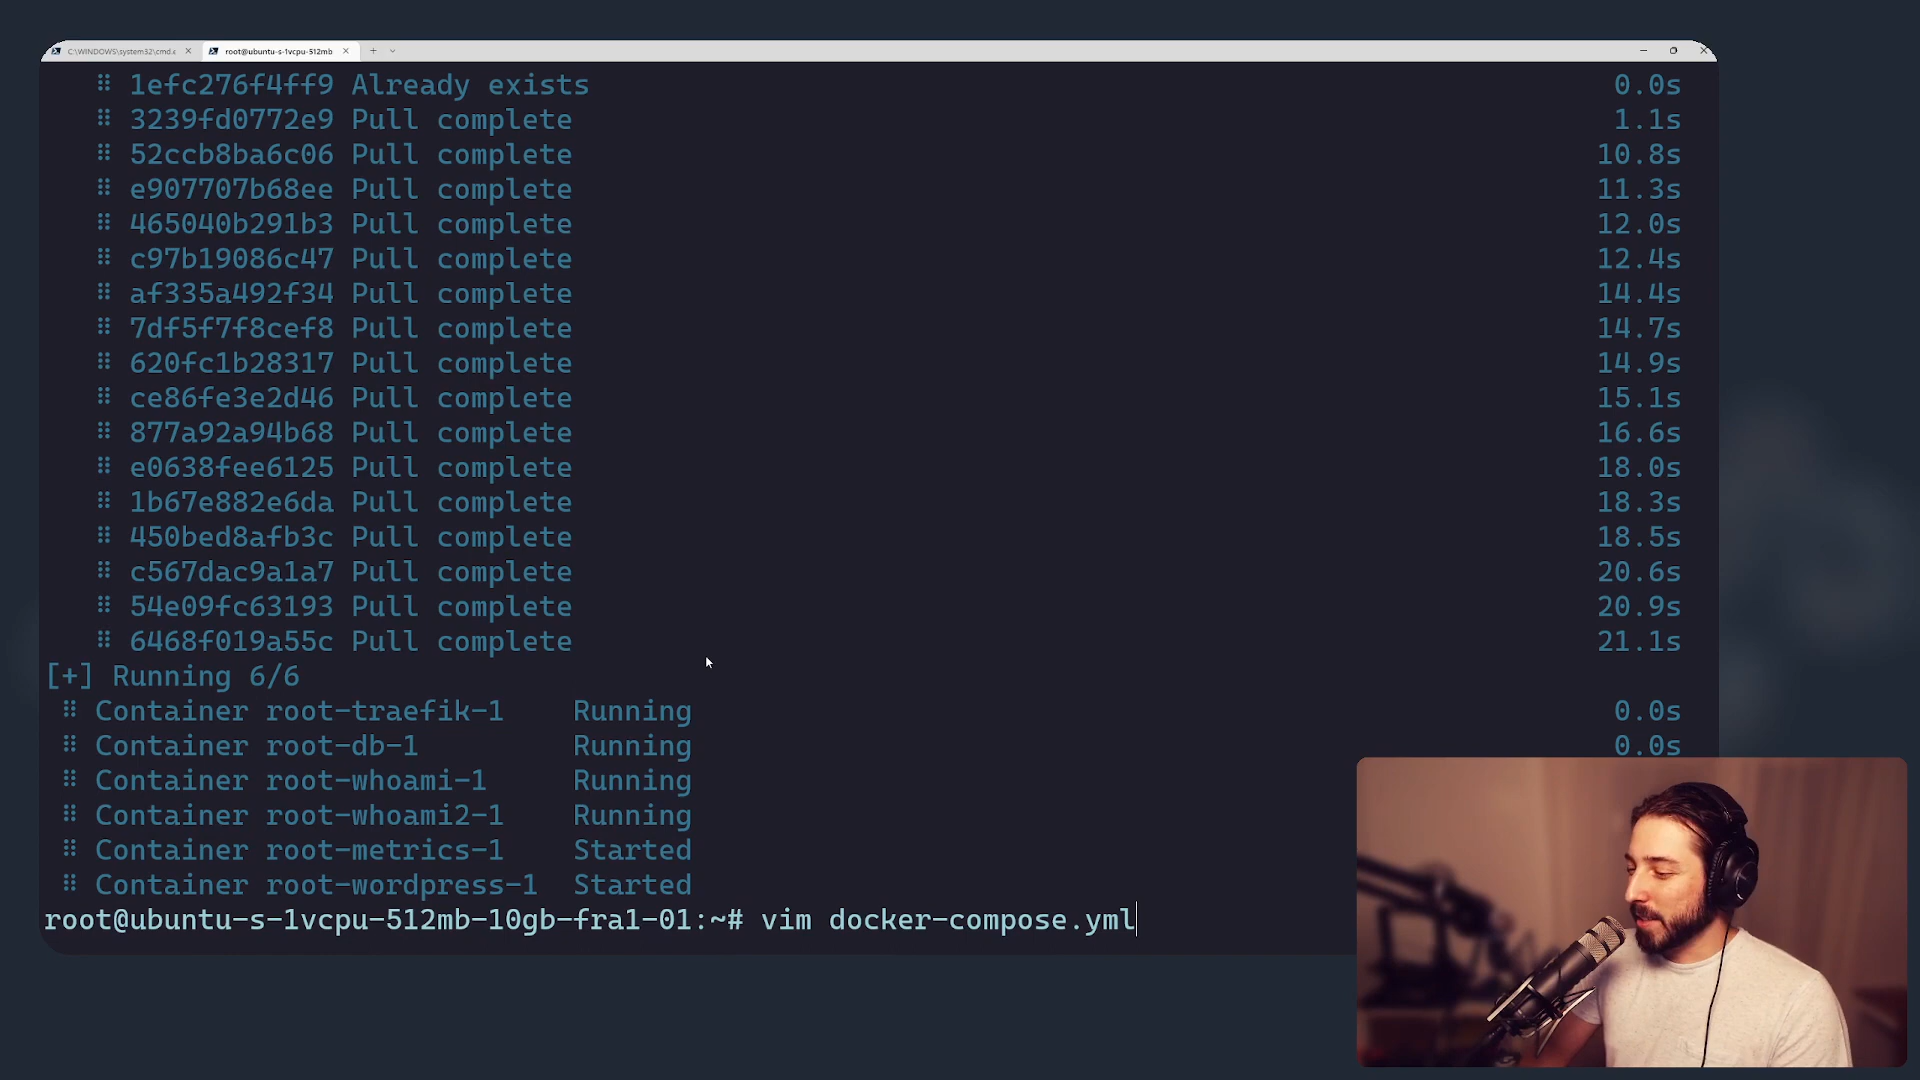 C:\WINDOWS\system32\cmd.e
root@ubuntu-s-1vcpu-512mb
1efc276f4ff9 Already exists 0.0s
3239fd0772e9 Pull complete 1.1s
52ccb8ba6c06 Pull complete 10.8s
e907707b68ee Pull complete 11.3s
465040b291b3 Pull complete 12.0s
c97b19086c47 Pull complete 12.4s
af335a492f34 Pull complete 14.4s
7df5f7f8cef8 Pull complete 14.7s
620fc1b28317 Pull complete 14.9s
ce86fe3e2d46 Pull complete 15.1s
877a92a94b68 Pull complete 16.6s
e0638fee6125 Pull complete 18.0s
1b67e882e6da Pull complete 18.3s
450bed8afb3c Pull complete 18.5s
c567dac9a1a7 Pull complete 20.6s
54e09fc63193 Pull complete 20.9s
6468f019a55c Pull complete 21.1s
[+] Running 6/6
Container root-traefik-1 Running 0.0s
Container root-db-1 Running 0.0s
Container root-whoami-1 Running
Container root-whoami2-1 Running
Container root-metrics-1 Started
Container root-wordpress-1 Started
root@ubuntu-s-1vcpu-512mb-10gb-fra1-01:~# vim docker-compose.yml